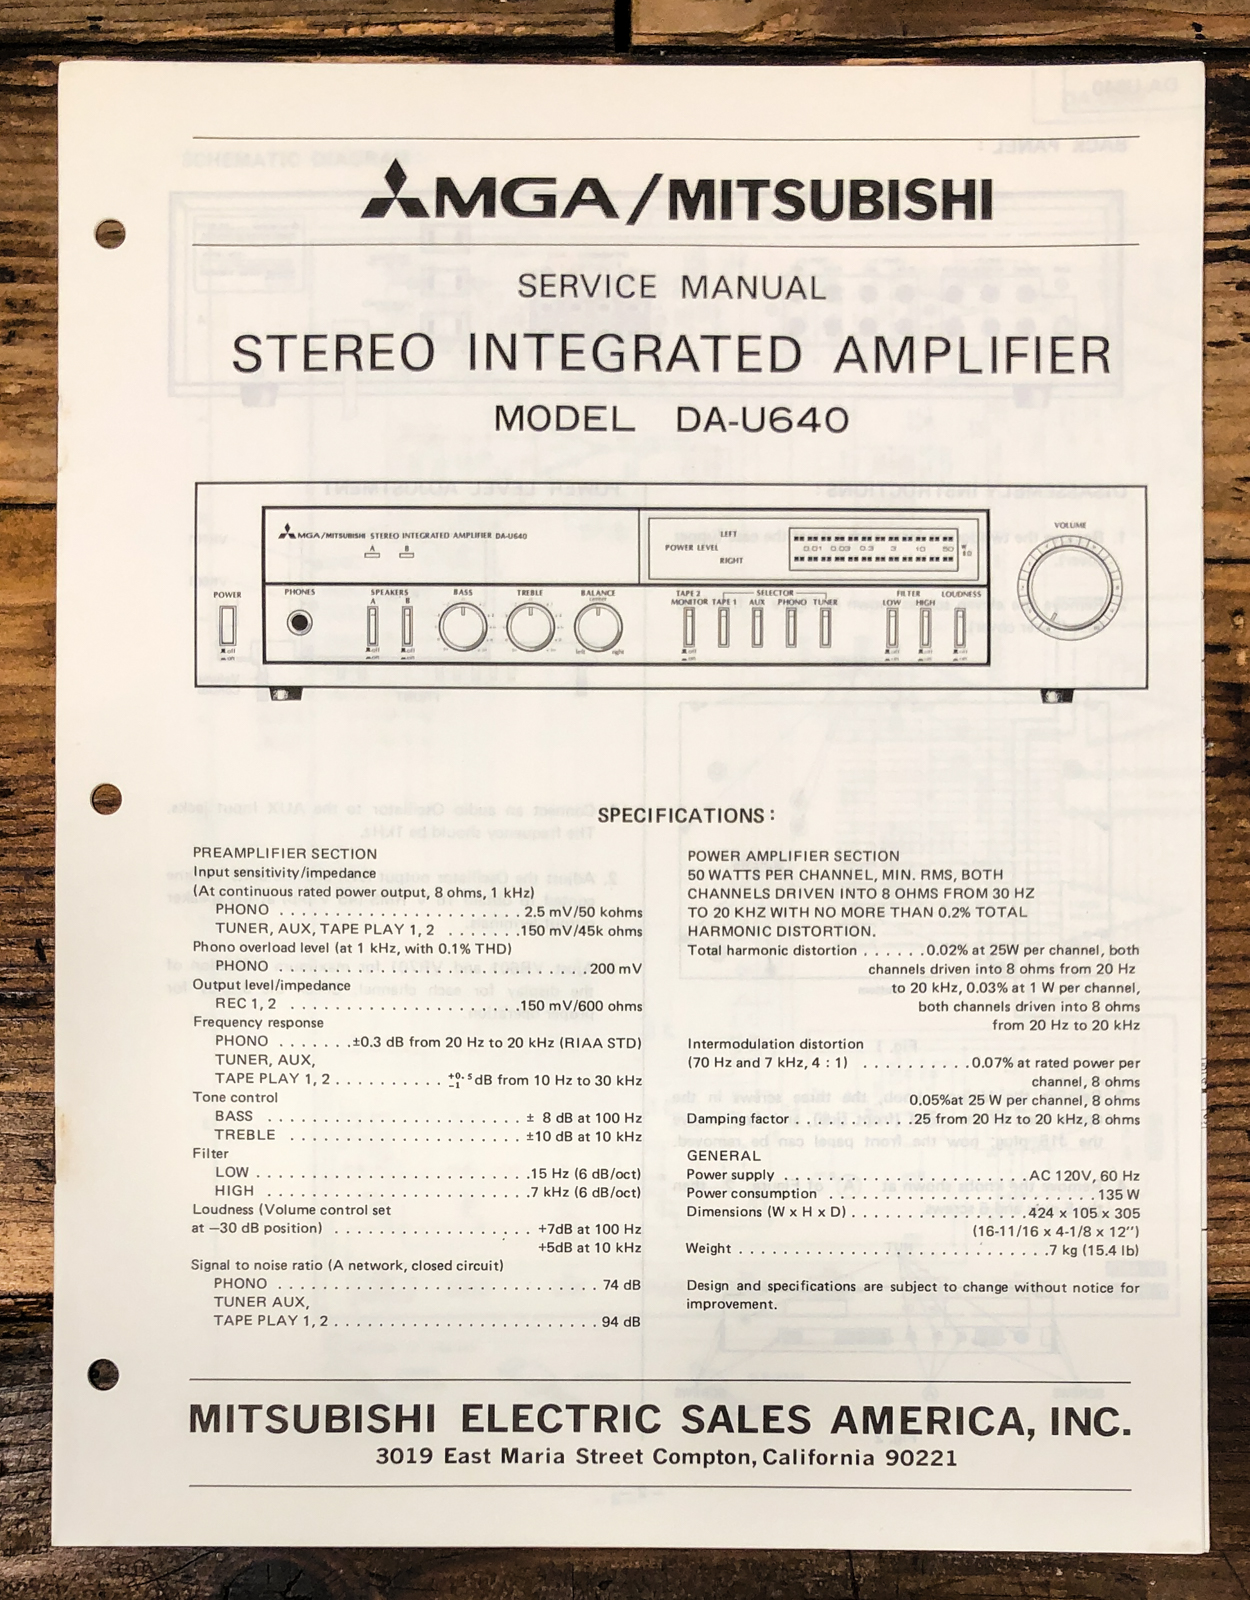 MGA/MITSUBISHI
SERVICE MANUAL
STEREO INTEGRATED AMPLIFIER
MODEL DA-U640
MGA/MITSUBISHI STEREO INTEGRATED AMPLIFIER DA-U640
A B
LEFT
POWER LEVEL
RIGHT
0.01 0.03 0.3 3 10 50 W
8Ω
VOLUME
POWER
PHONES
SPEAKERS
A B
BASS
TREBLE
BALANCE
center
left right
TAPE 2
MONITOR
SELECTOR
TAPE 1 AUX PHONO TUNER
FILTER
LOW HIGH
LOUDNESS
off
on
SPECIFICATIONS:
PREAMPLIFIER SECTION
Input sensitivity/impedance
(At continuous rated power output, 8 ohms, 1 kHz)
PHONO . . . . . . . . . . . . . . . . . . . . . . 2.5 mV/50 kohms
TUNER, AUX, TAPE PLAY 1, 2 . . . . . . .150 mV/45k ohms
Phono overload level (at 1 kHz, with 0.1% THD)
PHONO . . . . . . . . . . . . . . . . . . . . . . . . . . . . 200 mV
Output level/impedance
REC 1, 2 . . . . . . . . . . . . . . . . . . . . .150 mV/600 ohms
Frequency response
PHONO . . . . . . .±0.3 dB from 20 Hz to 20 kHz (RIAA STD)
TUNER, AUX,
TAPE PLAY 1, 2 . . . . . . . . . . +0.5 −1 dB from 10 Hz to 30 kHz
Tone control
BASS . . . . . . . . . . . . . . . . . . . . . . . ± 8 dB at 100 Hz
TREBLE . . . . . . . . . . . . . . . . . . . . . ±10 dB at 10 kHz
Filter
LOW . . . . . . . . . . . . . . . . . . . . . . . .15 Hz (6 dB/oct)
HIGH . . . . . . . . . . . . . . . . . . . . . . . .7 kHz (6 dB/oct)
Loudness (Volume control set
at −30 dB position) . . . . . . . . . . . . . . . . . . +7dB at 100 Hz
+5dB at 10 kHz
Signal to noise ratio (A network, closed circuit)
PHONO . . . . . . . . . . . . . . . . . . . . . . . . . . . . . 74 dB
TUNER AUX,
TAPE PLAY 1, 2 . . . . . . . . . . . . . . . . . . . . . . . . 94 dB
POWER AMPLIFIER SECTION
50 WATTS PER CHANNEL, MIN. RMS, BOTH
CHANNELS DRIVEN INTO 8 OHMS FROM 30 HZ
TO 20 KHZ WITH NO MORE THAN 0.2% TOTAL
HARMONIC DISTORTION.
Total harmonic distortion . . . . . . 0.02% at 25W per channel, both
channels driven into 8 ohms from 20 Hz
to 20 kHz, 0.03% at 1 W per channel,
both channels driven into 8 ohms
from 20 Hz to 20 kHz
Intermodulation distortion
(70 Hz and 7 kHz, 4 : 1) . . . . . . . . . . 0.07% at rated power per
channel, 8 ohms
0.05%at 25 W per channel, 8 ohms
Damping factor . . . . . . . . . . .25 from 20 Hz to 20 kHz, 8 ohms
GENERAL
Power supply . . . . . . . . . . . . . . . . . . . . . . .AC 120V, 60 Hz
Power consumption . . . . . . . . . . . . . . . . . . . . . . . . . 135 W
Dimensions (W x H x D) . . . . . . . . . . . . . . . . 424 x 105 x 305
(16-11/16 x 4-1/8 x 12")
Weight . . . . . . . . . . . . . . . . . . . . . . . . . . . .7 kg (15.4 lb)
Design and specifications are subject to change without notice for
improvement.
MITSUBISHI ELECTRIC SALES AMERICA, INC.
3019 East Maria Street Compton, California 90221